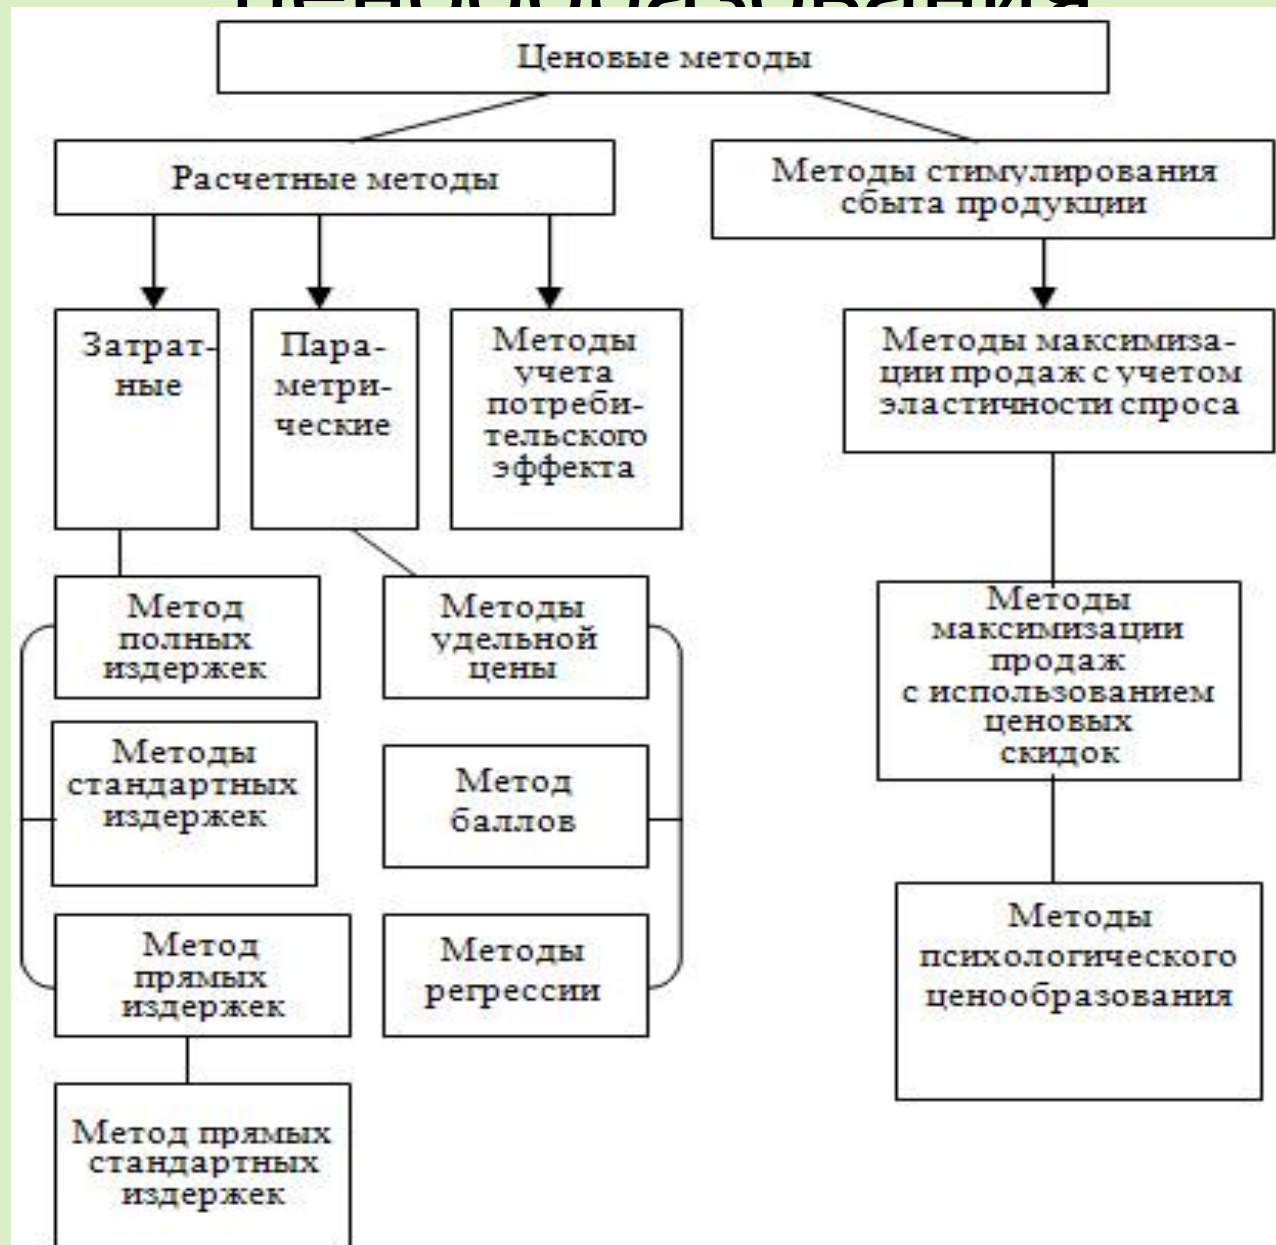 ценообразования
Ценовые методы
Расчетные методы
Методы стимулирования
сбыта продукции
Затрат-
ные
Пара-
метри-
ческие
Методы
учета
потреби-
тельского
эффекта
Методы максимиза-
ции продаж с учетом
эластичности спроса
Метод
полных
издержек
Методы
удельной
цены
Методы
максимизации
продаж
с использованием
ценовых
скидок
Методы
стандартных
издержек
Метод
баллов
Метод
прямых
издержек
Методы
регрессии
Методы
психологического
ценообразования
Метод прямых
стандартных
издержек